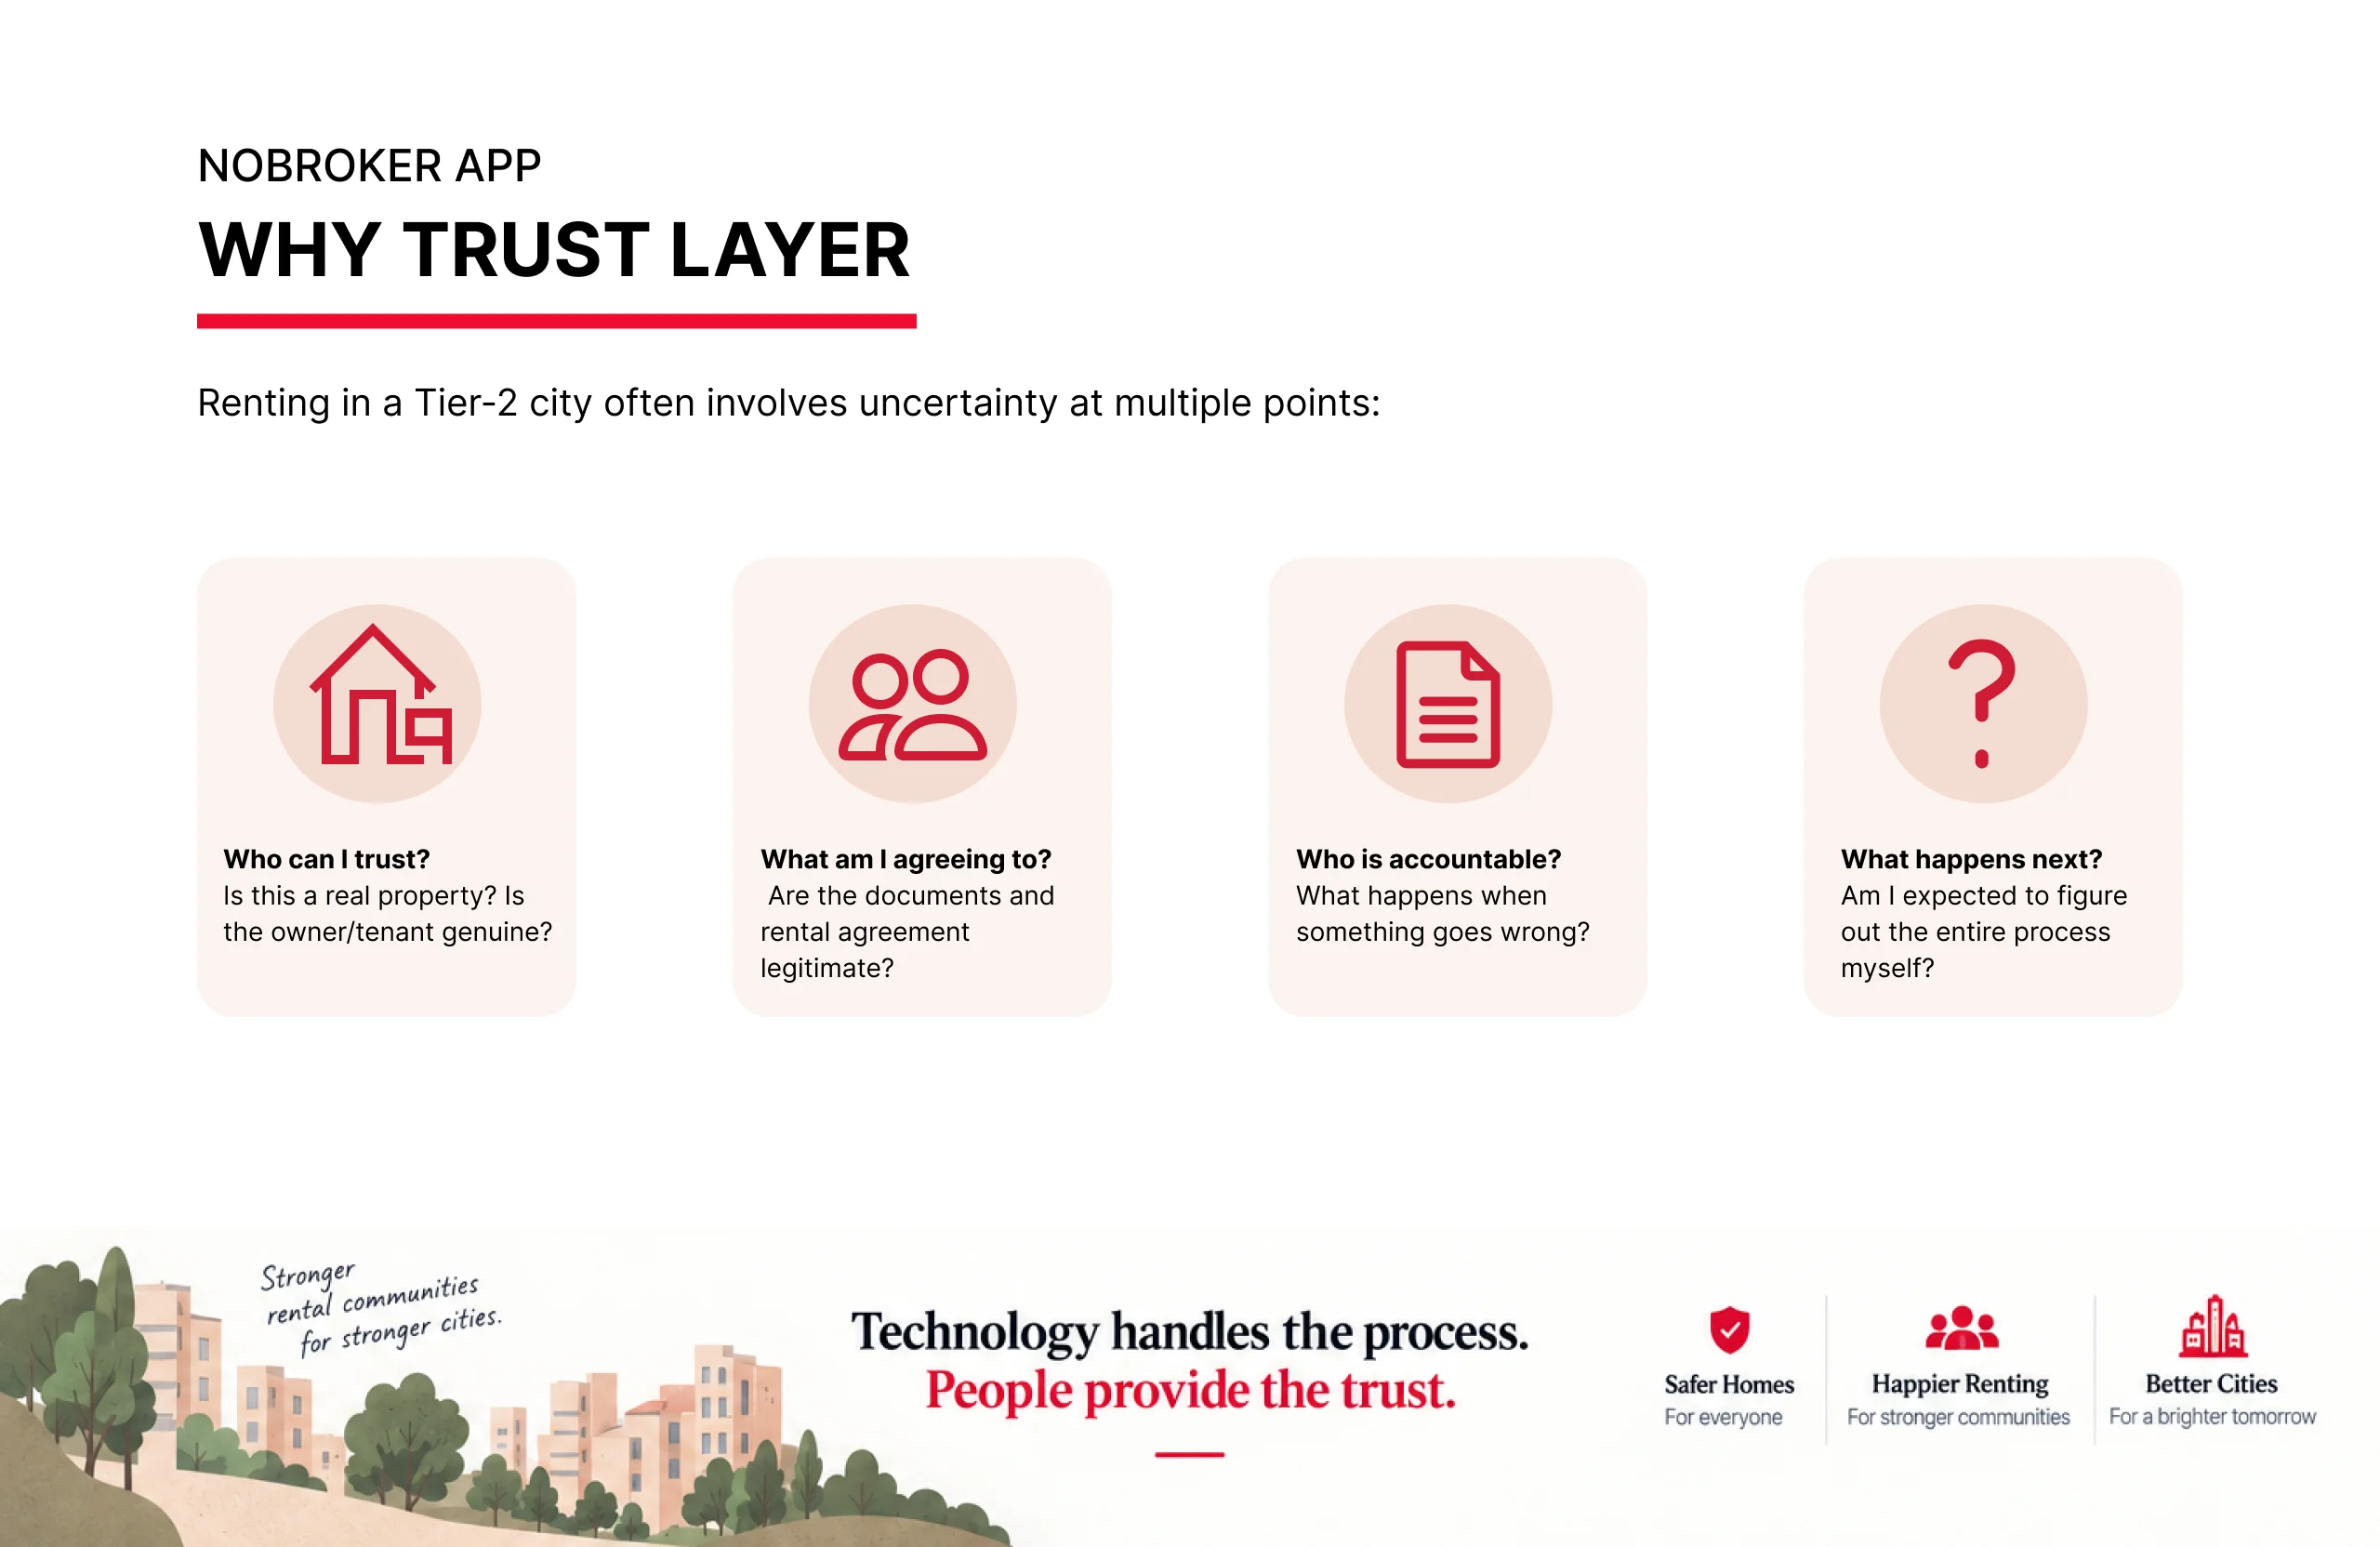 NOBROKER APP
WHY TRUST LAYER
Renting in a Tier-2 city often involves uncertainty at multiple points:
Who can I trust?
Is this a real property? Is
the owner/tenant genuine?
What am I agreeing to?
Are the documents and
rental agreement
legitimate?
Who is accountable?
What happens when
something goes wrong?
What happens next?
Am I expected to figure
out the entire process
myself?
Stronger
rental communities
for stronger cities.
Technology handles the process.
People provide the trust.
Safer Homes
For everyone
Happier Renting
For stronger communities
Better Cities
For a brighter tomorrow